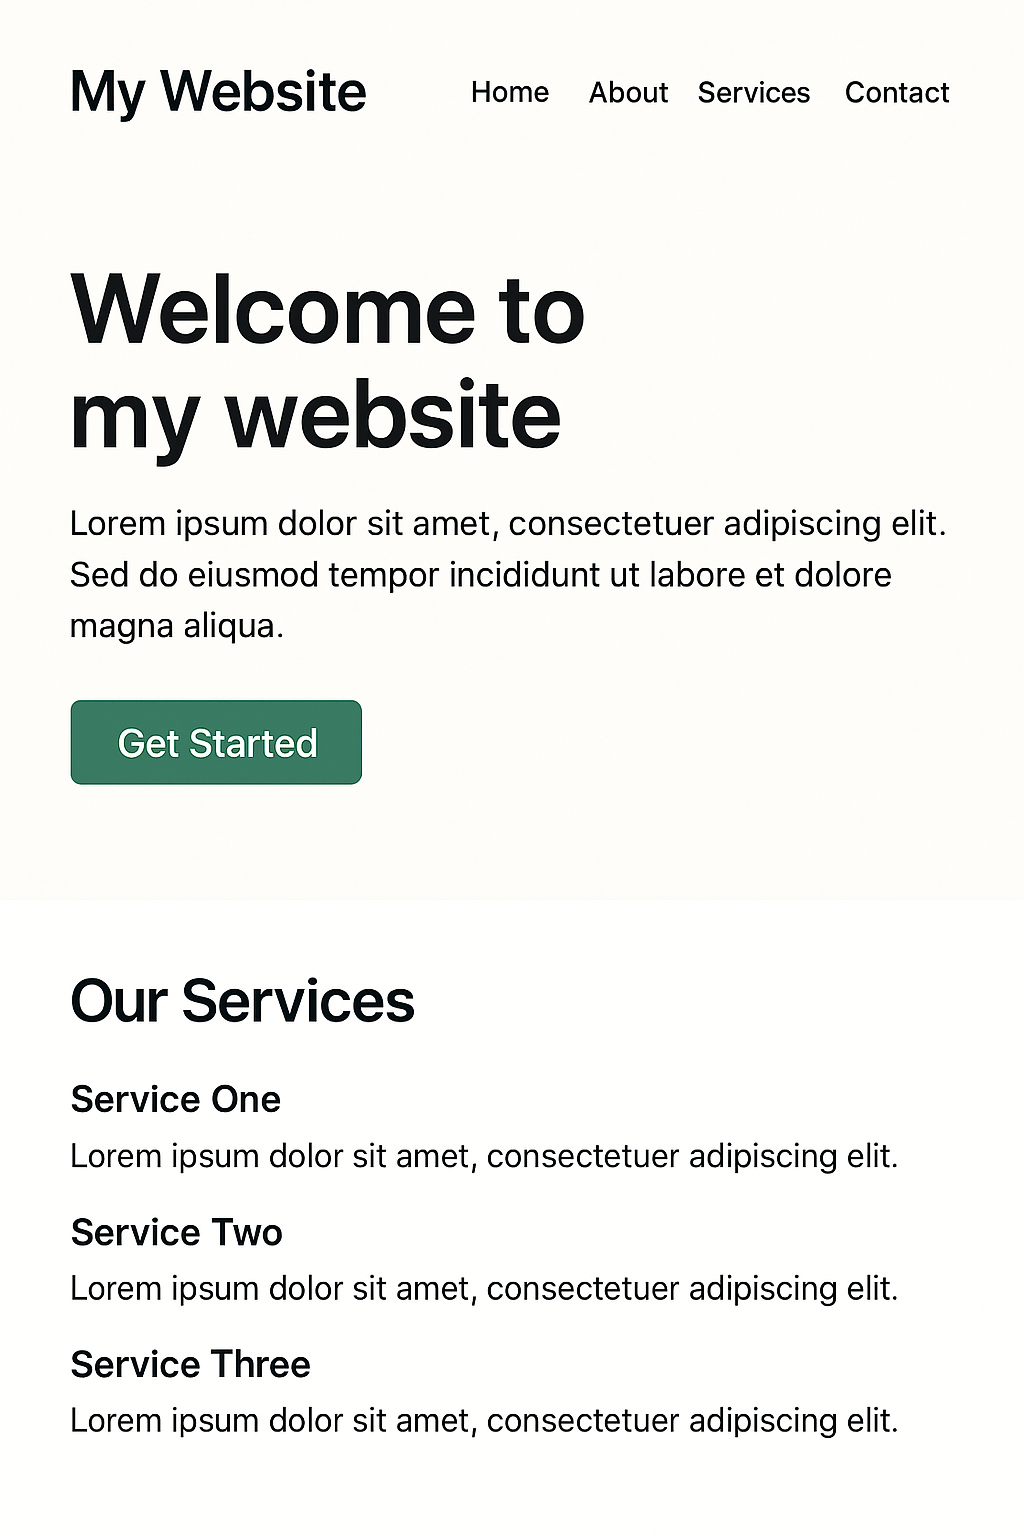 My Website
Home About Services Contact
Welcome to
my website
Lorem ipsum dolor sit amet, consectetuer adipiscing elit.
Sed do eiusmod tempor incididunt ut labore et dolore
magna aliqua.
Get Started
Our Services
Service One
Lorem ipsum dolor sit amet, consectetuer adipiscing elit.
Service Two
Lorem ipsum dolor sit amet, consectetuer adipiscing elit.
Service Three
Lorem ipsum dolor sit amet, consectetuer adipiscing elit.